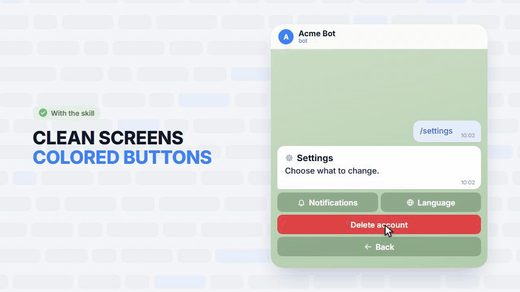 With the skill
CLEAN SCREENS
COLORED BUTTONS
A
Acme Bot
bot
/settings
10:03
Settings
Choose what to change.
10:02
Notifications
Language
Delete account
← Back